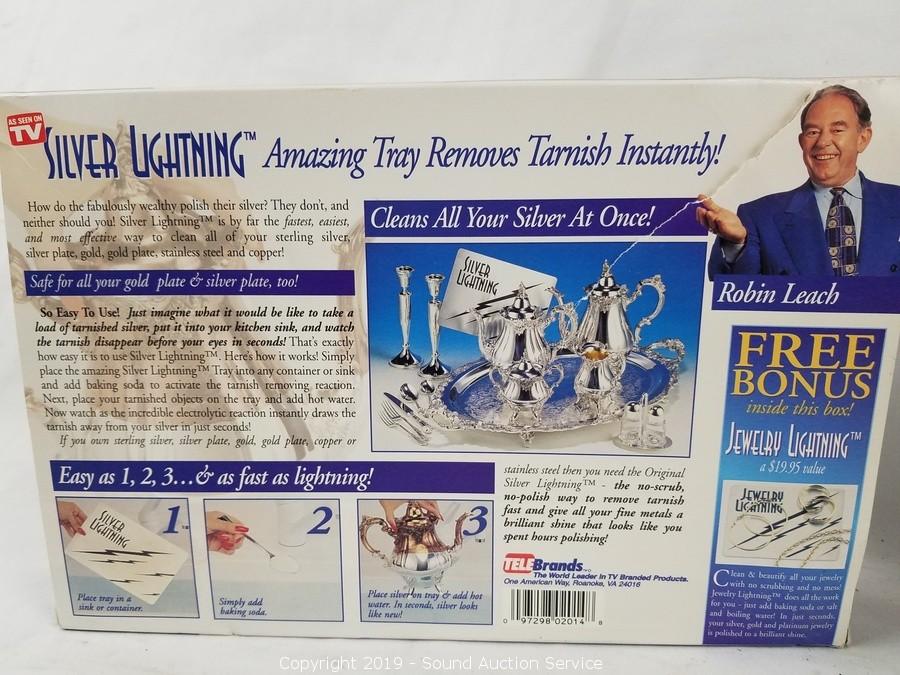 AS SEEN ON
TV
SILVER LIGHTNING™ Amazing Tray Removes Tarnish Instantly!
How do the fabulously wealthy polish their silver? They don't, and
neither should you! Silver Lightning™ is by far the fastest, easiest,
and most effective way to clean all of your sterling silver,
silver plate, gold, gold plate, stainless steel and copper!
Safe for all your gold plate & silver plate, too!
So Easy To Use! Just imagine what it would be like to take a
load of tarnished silver, put it into your kitchen sink, and watch
the tarnish disappear before your eyes in seconds! That's exactly
how easy it is to use Silver Lightning™. Here's how it works! Simply
place the amazing Silver Lightning™ Tray into any container or sink
and add baking soda to activate the tarnish removing reaction.
Next, place your tarnished objects on the tray and add hot water.
Now watch as the incredible electrolytic reaction instantly draws the
tarnish away from your silver in just seconds!
If you own sterling silver, silver plate, gold, gold plate, copper or
Cleans All Your Silver At Once!
SILVER
LIGHTNING
Robin Leach
FREE
BONUS
inside this box!
JEWELRY LIGHTNING™
a $19.95 value
JEWELRY
LIGHTNING
Clean & beautify all your jewelry
with no scrubbing and no mess!
Jewelry Lightning™ does all the work
for you - just add baking soda or salt
and boiling water! In just seconds,
your silver, gold and platinum jewelry
is polished to a brilliant shine.
Easy as 1, 2, 3...& as fast as lightning!
SILVER
LIGHTNING
1
Place tray in a
sink or container.
2
Simply add
baking soda.
3
Place silver on tray & add hot
water. In seconds, silver looks
like new!
stainless steel then you need the Original
Silver Lightning™ - the no-scrub,
no-polish way to remove tarnish
fast and give all your fine metals a
brilliant shine that looks like you
spent hours polishing!
TELEBrands
The World Leader in TV Branded Products.
One American Way, Roanoke, VA 24016
0 97298 02014 8
Copyright 2019 - Sound Auction Service